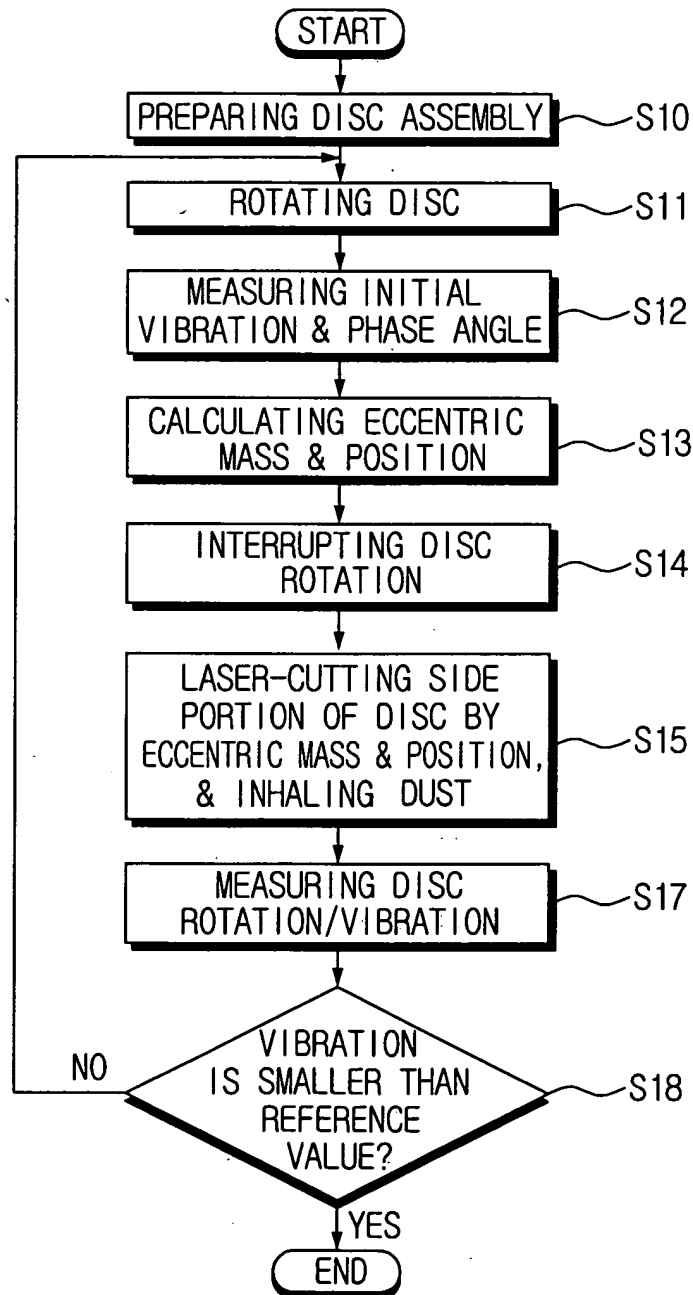 START
PREPARING DISC ASSEMBLY
S10
ROTATING DISC
S11
MEASURING INITIAL
VIBRATION & PHASE ANGLE
S12
CALCULATING ECCENTRIC
MASS & POSITION
S13
INTERRUPTING DISC
ROTATION
S14
LASER-CUTTING SIDE
PORTION OF DISC BY
ECCENTRIC MASS & POSITION,
& INHALING DUST
S15
MEASURING DISC
ROTATION/VIBRATION
S17
NO
VIBRATION
IS SMALLER THAN
REFERENCE
VALUE?
S18
YES
END